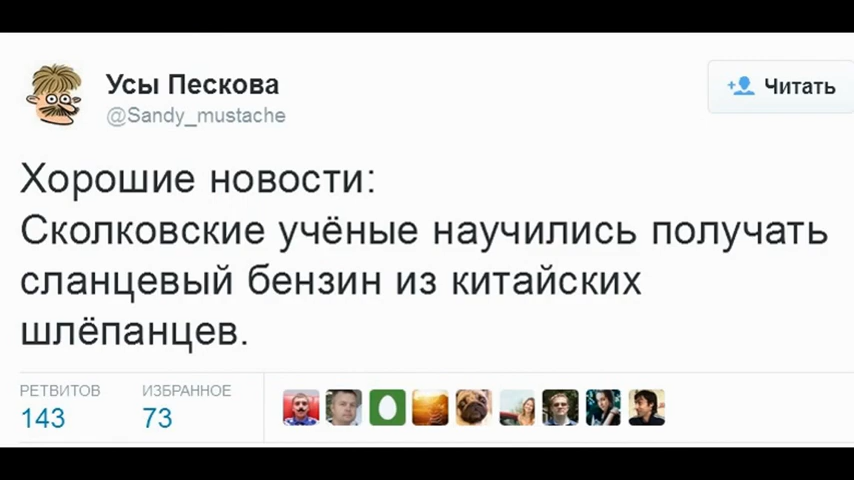 Усы Пескова
@Sandy_mustache
Читать
Хорошие новости:
Сколковские учёные научились получать
сланцевый бензин из китайских
шлёпанцев.
РЕТВИТОВ ИЗБРАННОЕ
143 73